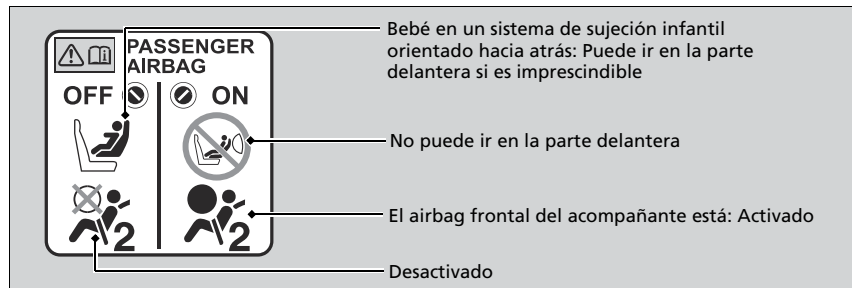 PASSENGER
AIRBAG
OFF
ON
2
2
Bebé en un sistema de sujeción infantil
orientado hacia atrás: Puede ir en la parte
delantera si es imprescindible
No puede ir en la parte delantera
El airbag frontal del acompañante está: Activado
Desactivado